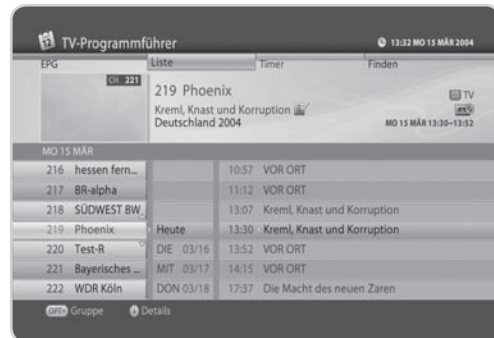 TV-Programmführer 13:32 MO 15 MÄR 2004
EPG Liste Timer Finden
CH 221
219 Phoenix TV
Kreml, Knast und Korruption
Deutschland 2004 MO 15 MÄR 13:30~13:52
MO 15 MÄR
216 hessen fern... 10:57 VOR ORT
217 BR-alpha 11:12 VOR ORT
218 SÜDWEST BW 13:07 Kreml, Knast und Korruption
219 Phoenix Heute 13:30 Kreml, Knast und Korruption
220 Test-R DIE 03/16 13:52 VOR ORT
221 Bayerisches ... MIT 03/17 14:15 VOR ORT
222 WDR Köln DON 03/18 17:37 Die Macht des neuen Zaren
OPT+ Gruppe Details